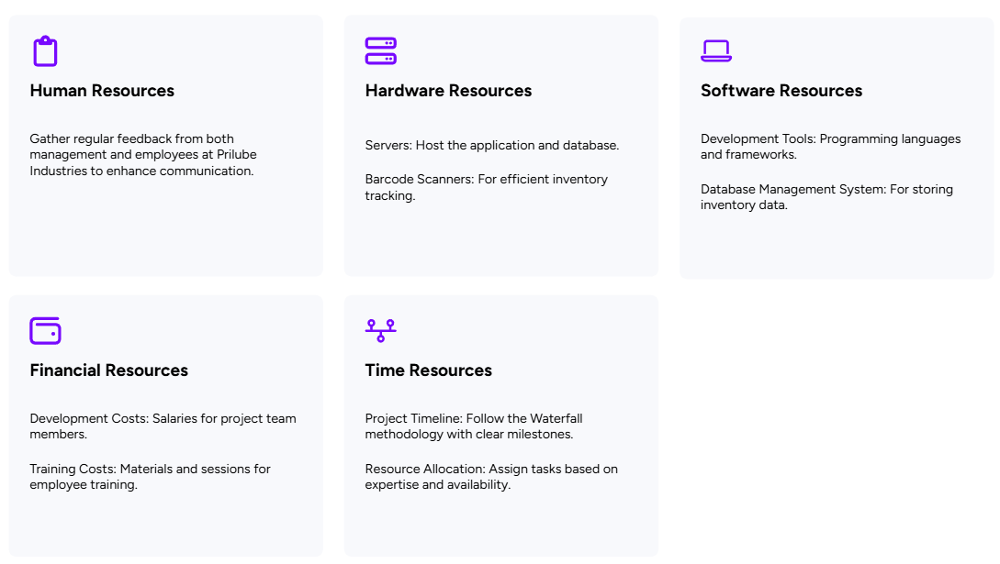 Human Resources
Gather regular feedback from both
management and employees at Prilube
Industries to enhance communication.
Hardware Resources
Servers: Host the application and database.
Barcode Scanners: For efficient inventory
tracking.
Software Resources
Development Tools: Programming languages
and frameworks.
Database Management System: For storing
inventory data.
Financial Resources
Development Costs: Salaries for project team
members.
Training Costs: Materials and sessions for
employee training.
Time Resources
Project Timeline: Follow the Waterfall
methodology with clear milestones.
Resource Allocation: Assign tasks based on
expertise and availability.